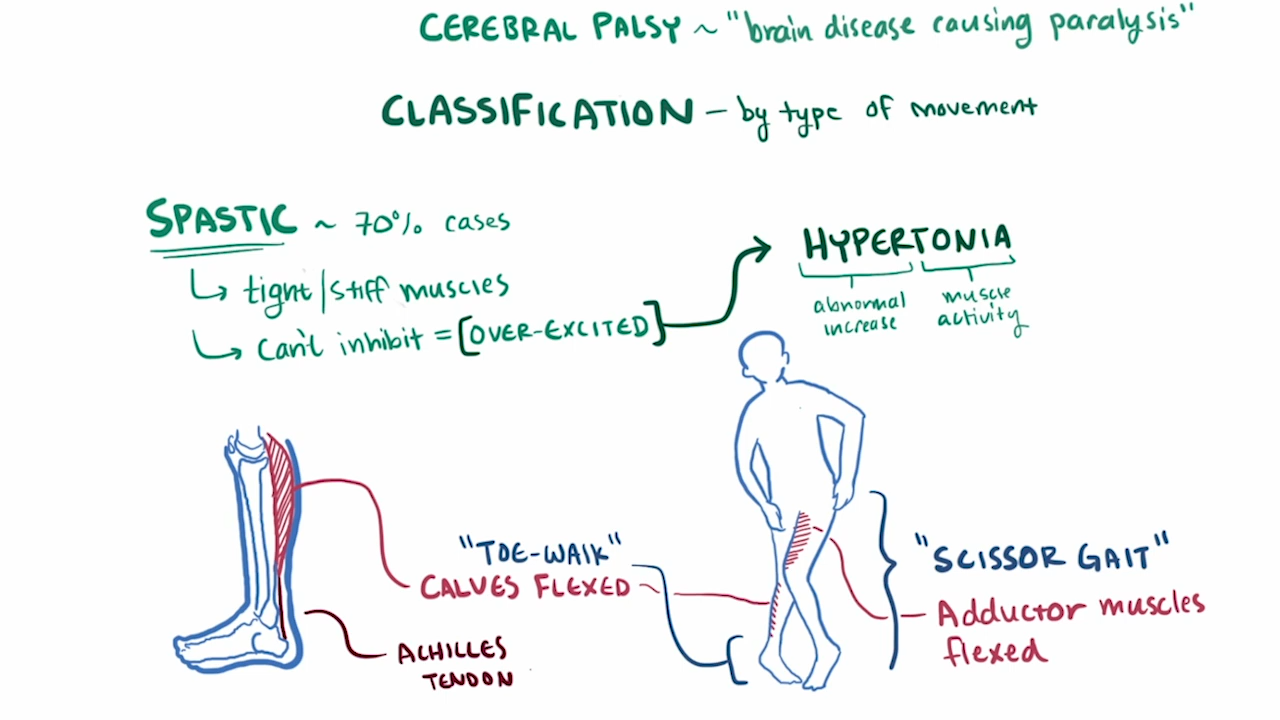 CEREBRAL PALSY ~ "brain disease causing paralysis"
CLASSIFICATION – by type of movement
SPASTIC ~ 70% cases
↳ tight/stiff muscles
↳ can't inhibit = [OVER-EXCITED]
HYPERTONIA
abnormal
increase
muscle
activity
"TOE-WALK"
CALVES FLEXED
ACHILLES
TENDON
"SCISSOR GAIT"
Adductor muscles
flexed